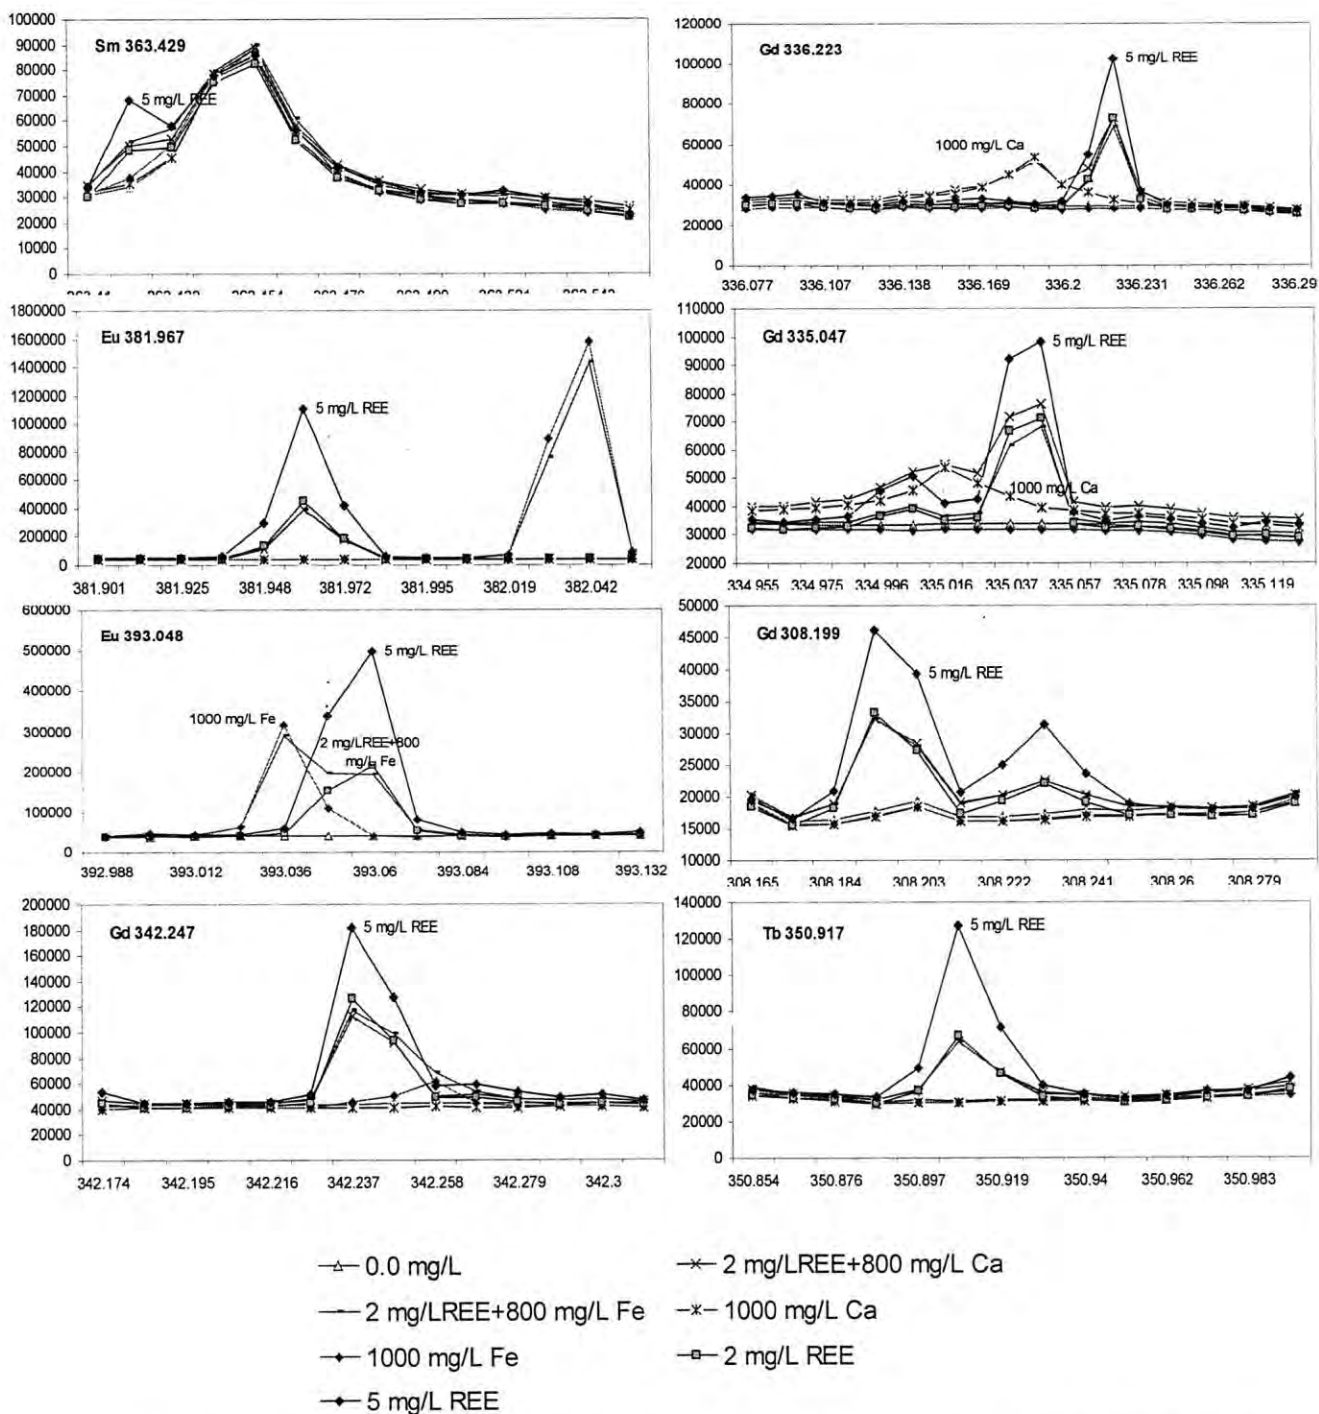 Sm 363.429
100000
90000
80000
70000
60000
50000
40000
30000
20000
10000
0
5 mg/L REE
Gd 336.223
120000
100000
80000
60000
40000
20000
0
5 mg/L REE
1000 mg/L Ca
336.077 336.107 336.138 336.169 336.2 336.231 336.262 336.29
Eu 381.967
1800000
1600000
1400000
1200000
1000000
800000
600000
400000
200000
0
5 mg/L REE
381.901 381.925 381.948 381.972 381.995 382.019 382.042
Gd 335.047
110000
100000
90000
80000
70000
60000
50000
40000
30000
20000
5 mg/L REE
1000 mg/L Ca
334.955 334.975 334.996 335.016 335.037 335.057 335.078 335.098 335.119
Eu 393.048
600000
500000
400000
300000
200000
100000
0
5 mg/L REE
1000 mg/L Fe
2 mg/LREE+800
mg/L Fe
392.988 393.012 393.036 393.06 393.084 393.108 393.132
Gd 308.199
50000
45000
40000
35000
30000
25000
20000
15000
10000
5 mg/L REE
308.165 308.184 308.203 308.222 308.241 308.26 308.279
Gd 342.247
200000
180000
160000
140000
120000
100000
80000
60000
40000
20000
0
5 mg/L REE
342.174 342.195 342.216 342.237 342.258 342.279 342.3
Tb 350.917
140000
120000
100000
80000
60000
40000
20000
0
5 mg/L REE
350.854 350.876 350.897 350.919 350.94 350.962 350.983
0.0 mg/L
2 mg/LREE+800 mg/L Ca
2 mg/LREE+800 mg/L Fe
1000 mg/L Ca
1000 mg/L Fe
2 mg/L REE
5 mg/L REE